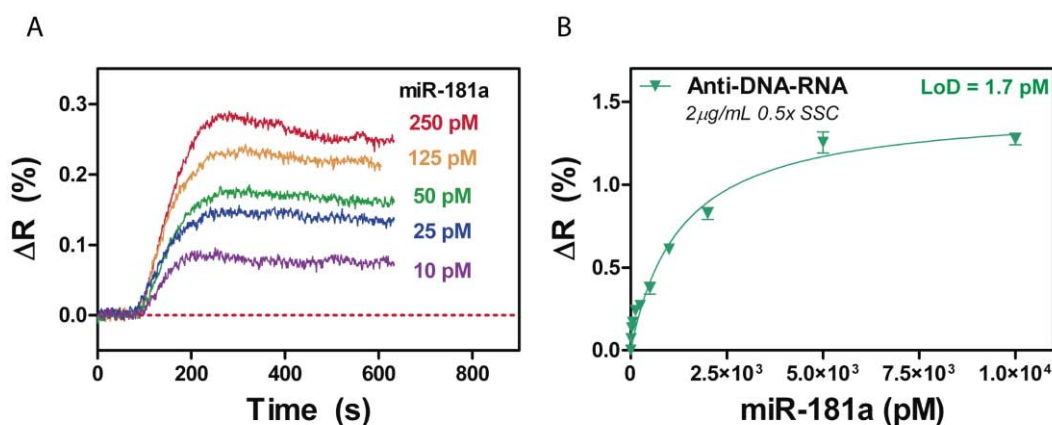 A
B
ΔR (%)
0.3
0.2
0.1
0.0
miR-181a
250 pM
125 pM
50 pM
25 pM
10 pM
0 200 400 600 800
Time (s)
ΔR (%)
1.5
1.0
0.5
0.0
Anti-DNA-RNA
2μg/mL 0.5x SSC
LoD = 1.7 pM
0 2.5×10³ 5.0×10³ 7.5×10³ 1.0×10⁴
miR-181a (pM)